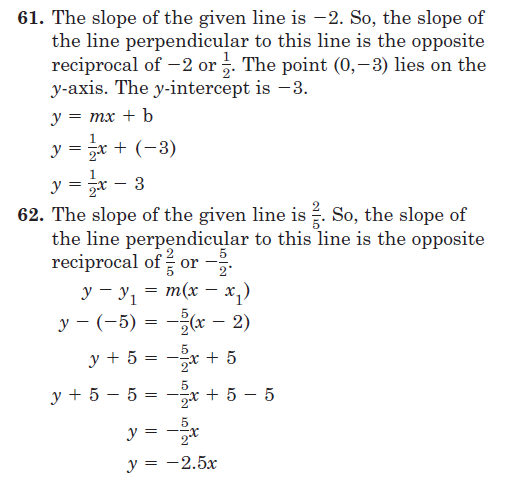 61. The slope of the given line is −2. So, the slope of
the line perpendicular to this line is the opposite
reciprocal of −2 or 1/2. The point (0,−3) lies on the
y-axis. The y-intercept is −3.
y = mx + b
y = 1/2x + (−3)
y = 1/2x − 3
62. The slope of the given line is 2/5. So, the slope of
the line perpendicular to this line is the opposite
reciprocal of 2/5 or −5/2.
y − y₁ = m(x − x₁)
y − (−5) = −5/2(x − 2)
y + 5 = −5/2x + 5
y + 5 − 5 = −5/2x + 5 − 5
y = −5/2x
y = −2.5x